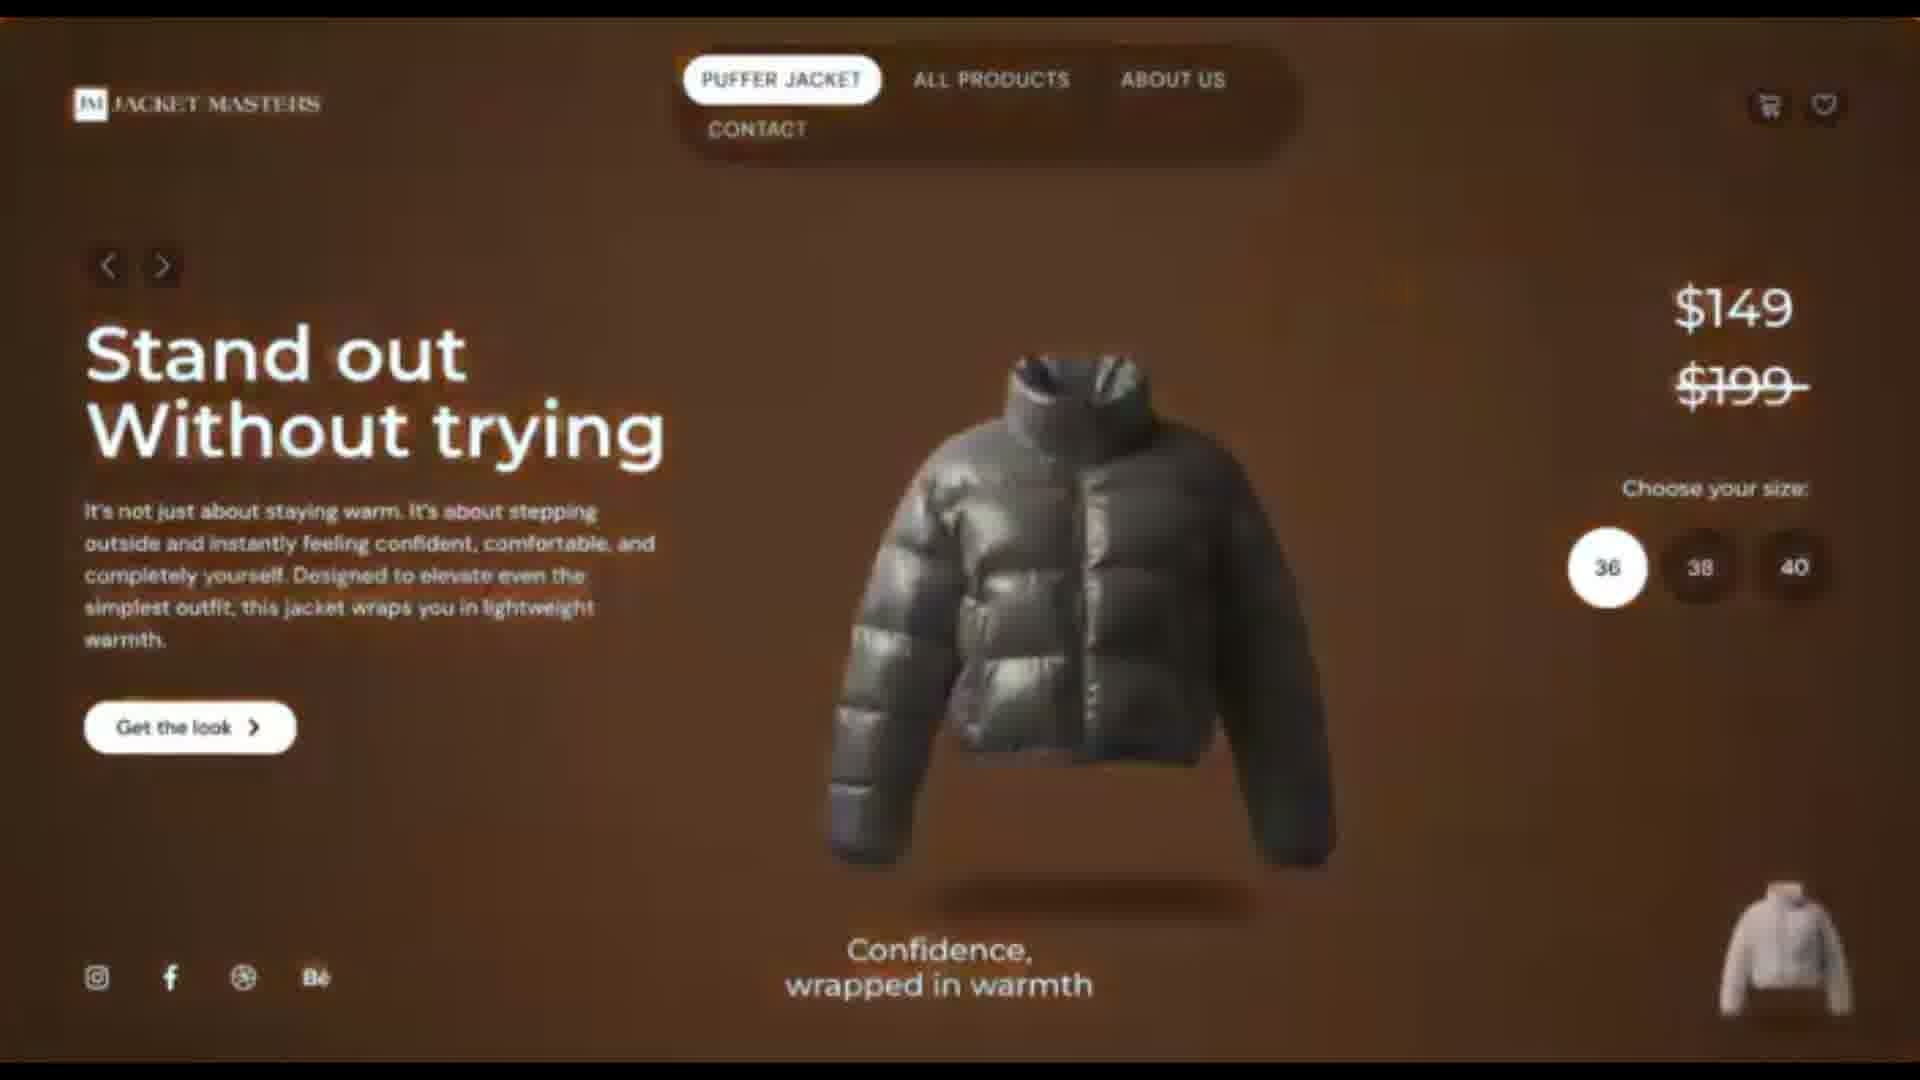 JM JACKET MASTERS
PUFFER JACKET ALL PRODUCTS ABOUT US
CONTACT
Stand out
Without trying
It's not just about staying warm. It's about stepping
outside and instantly feeling confident, comfortable, and
completely yourself. Designed to elevate even the
simplest outfit, this jacket wraps you in lightweight
warmth.
Get the look
$149
$199
Choose your size:
36 38 40
Confidence,
wrapped in warmth
Bē